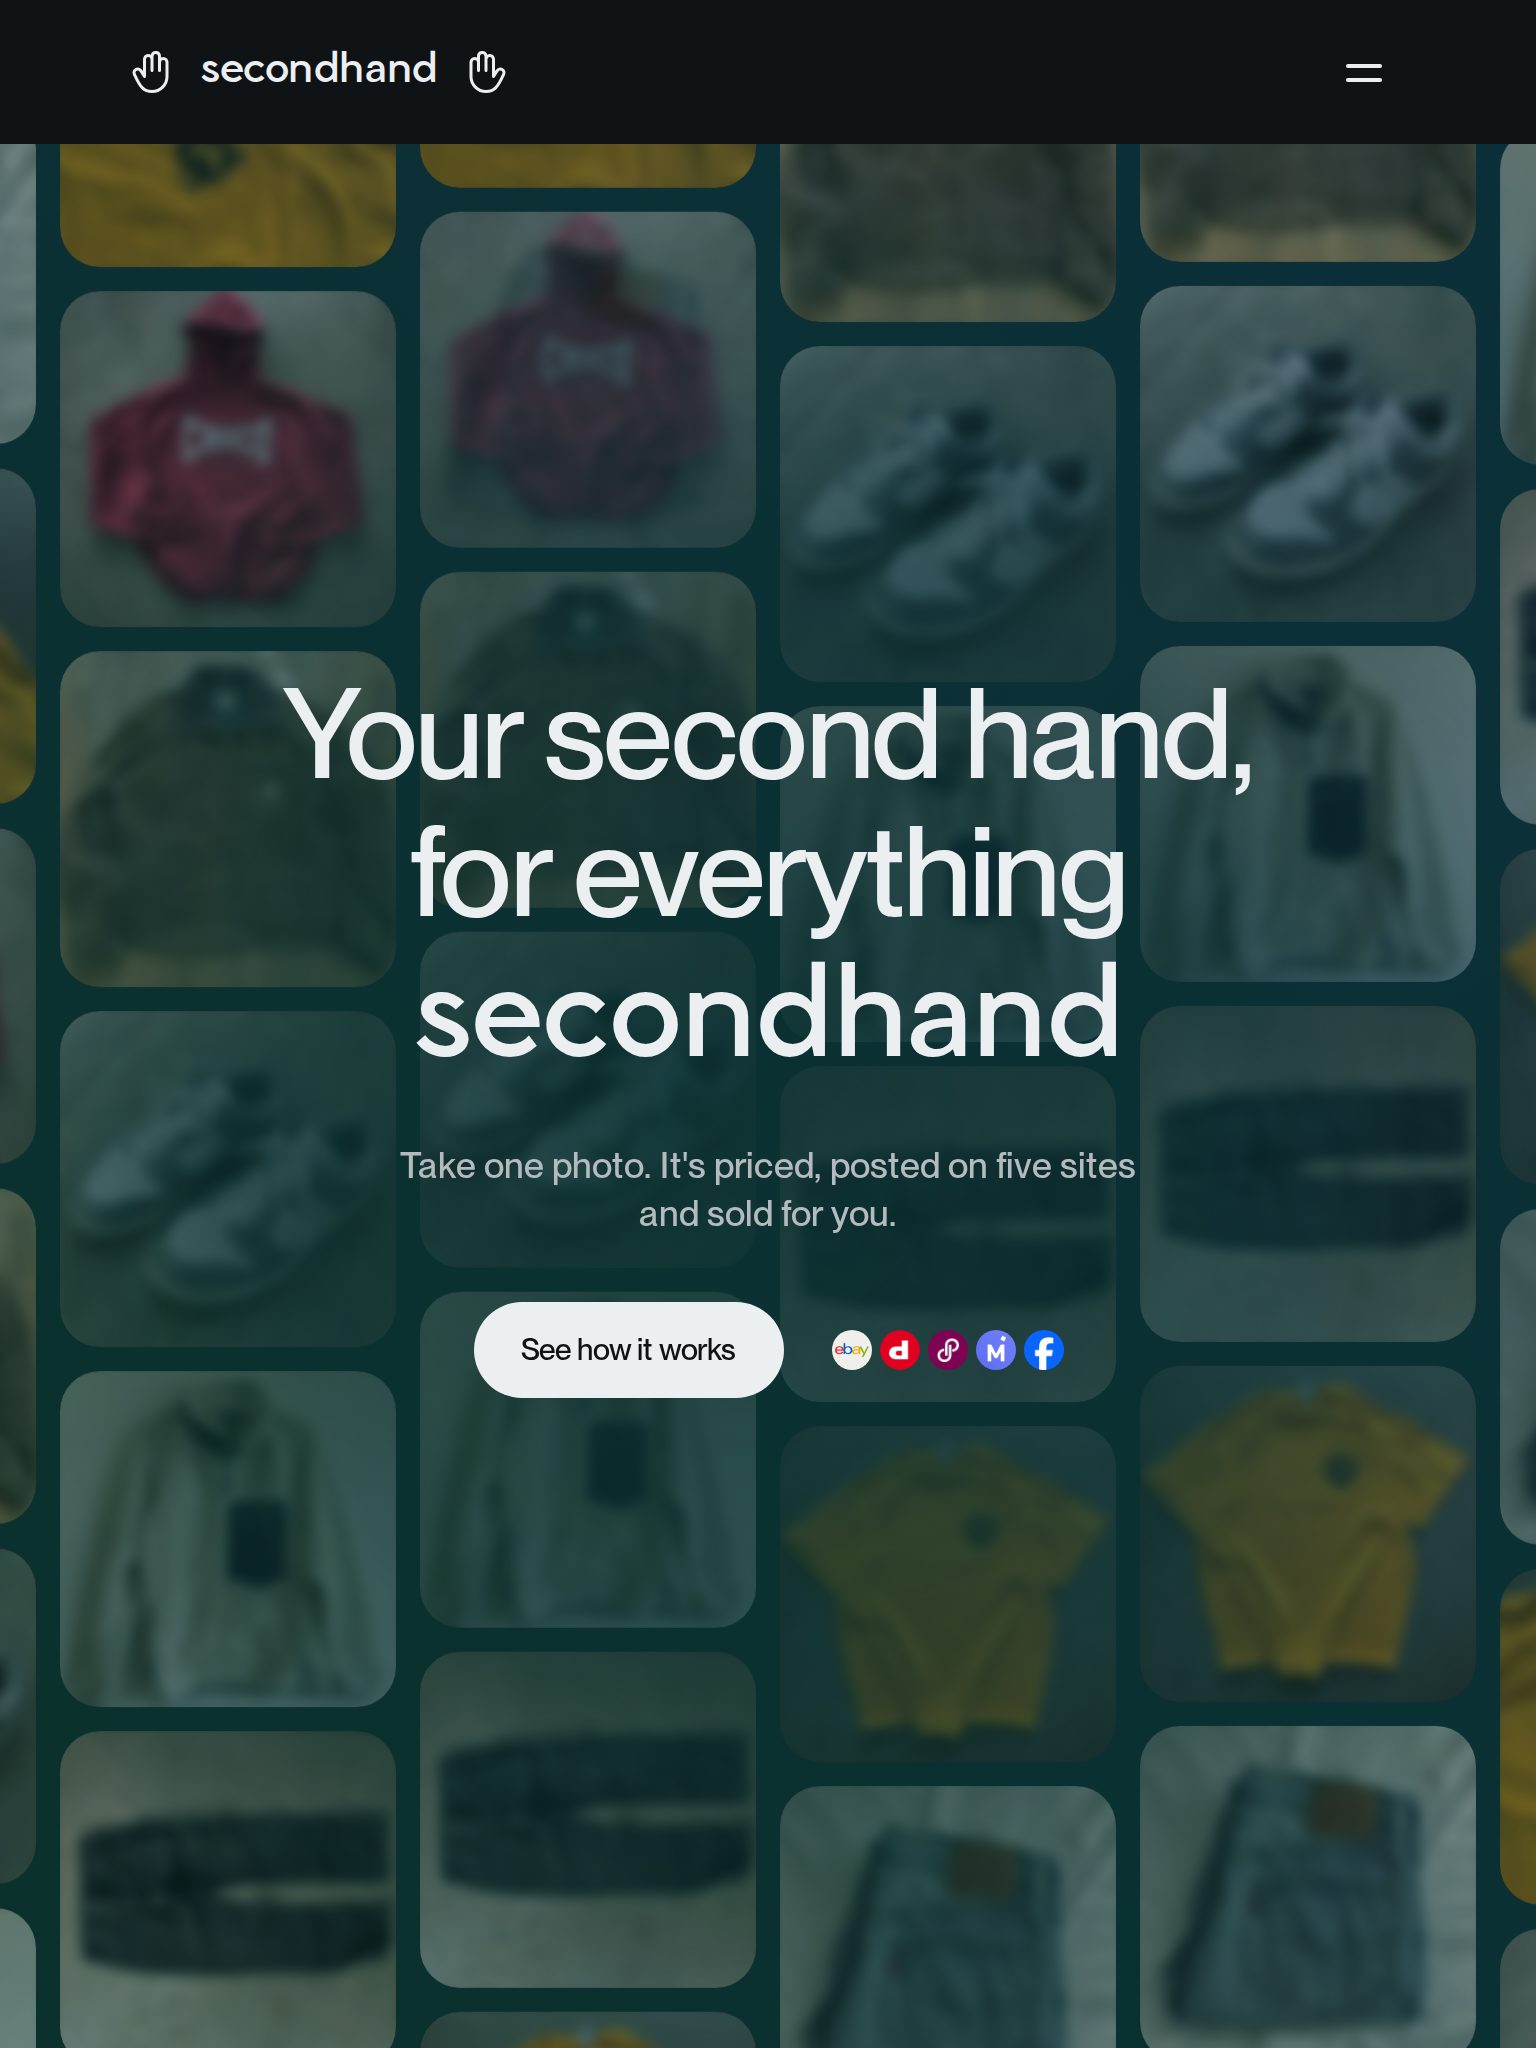 secondhand
Your second hand,
for everything
secondhand
Take one photo. It's priced, posted on five sites
and sold for you.
See how it works
ebay